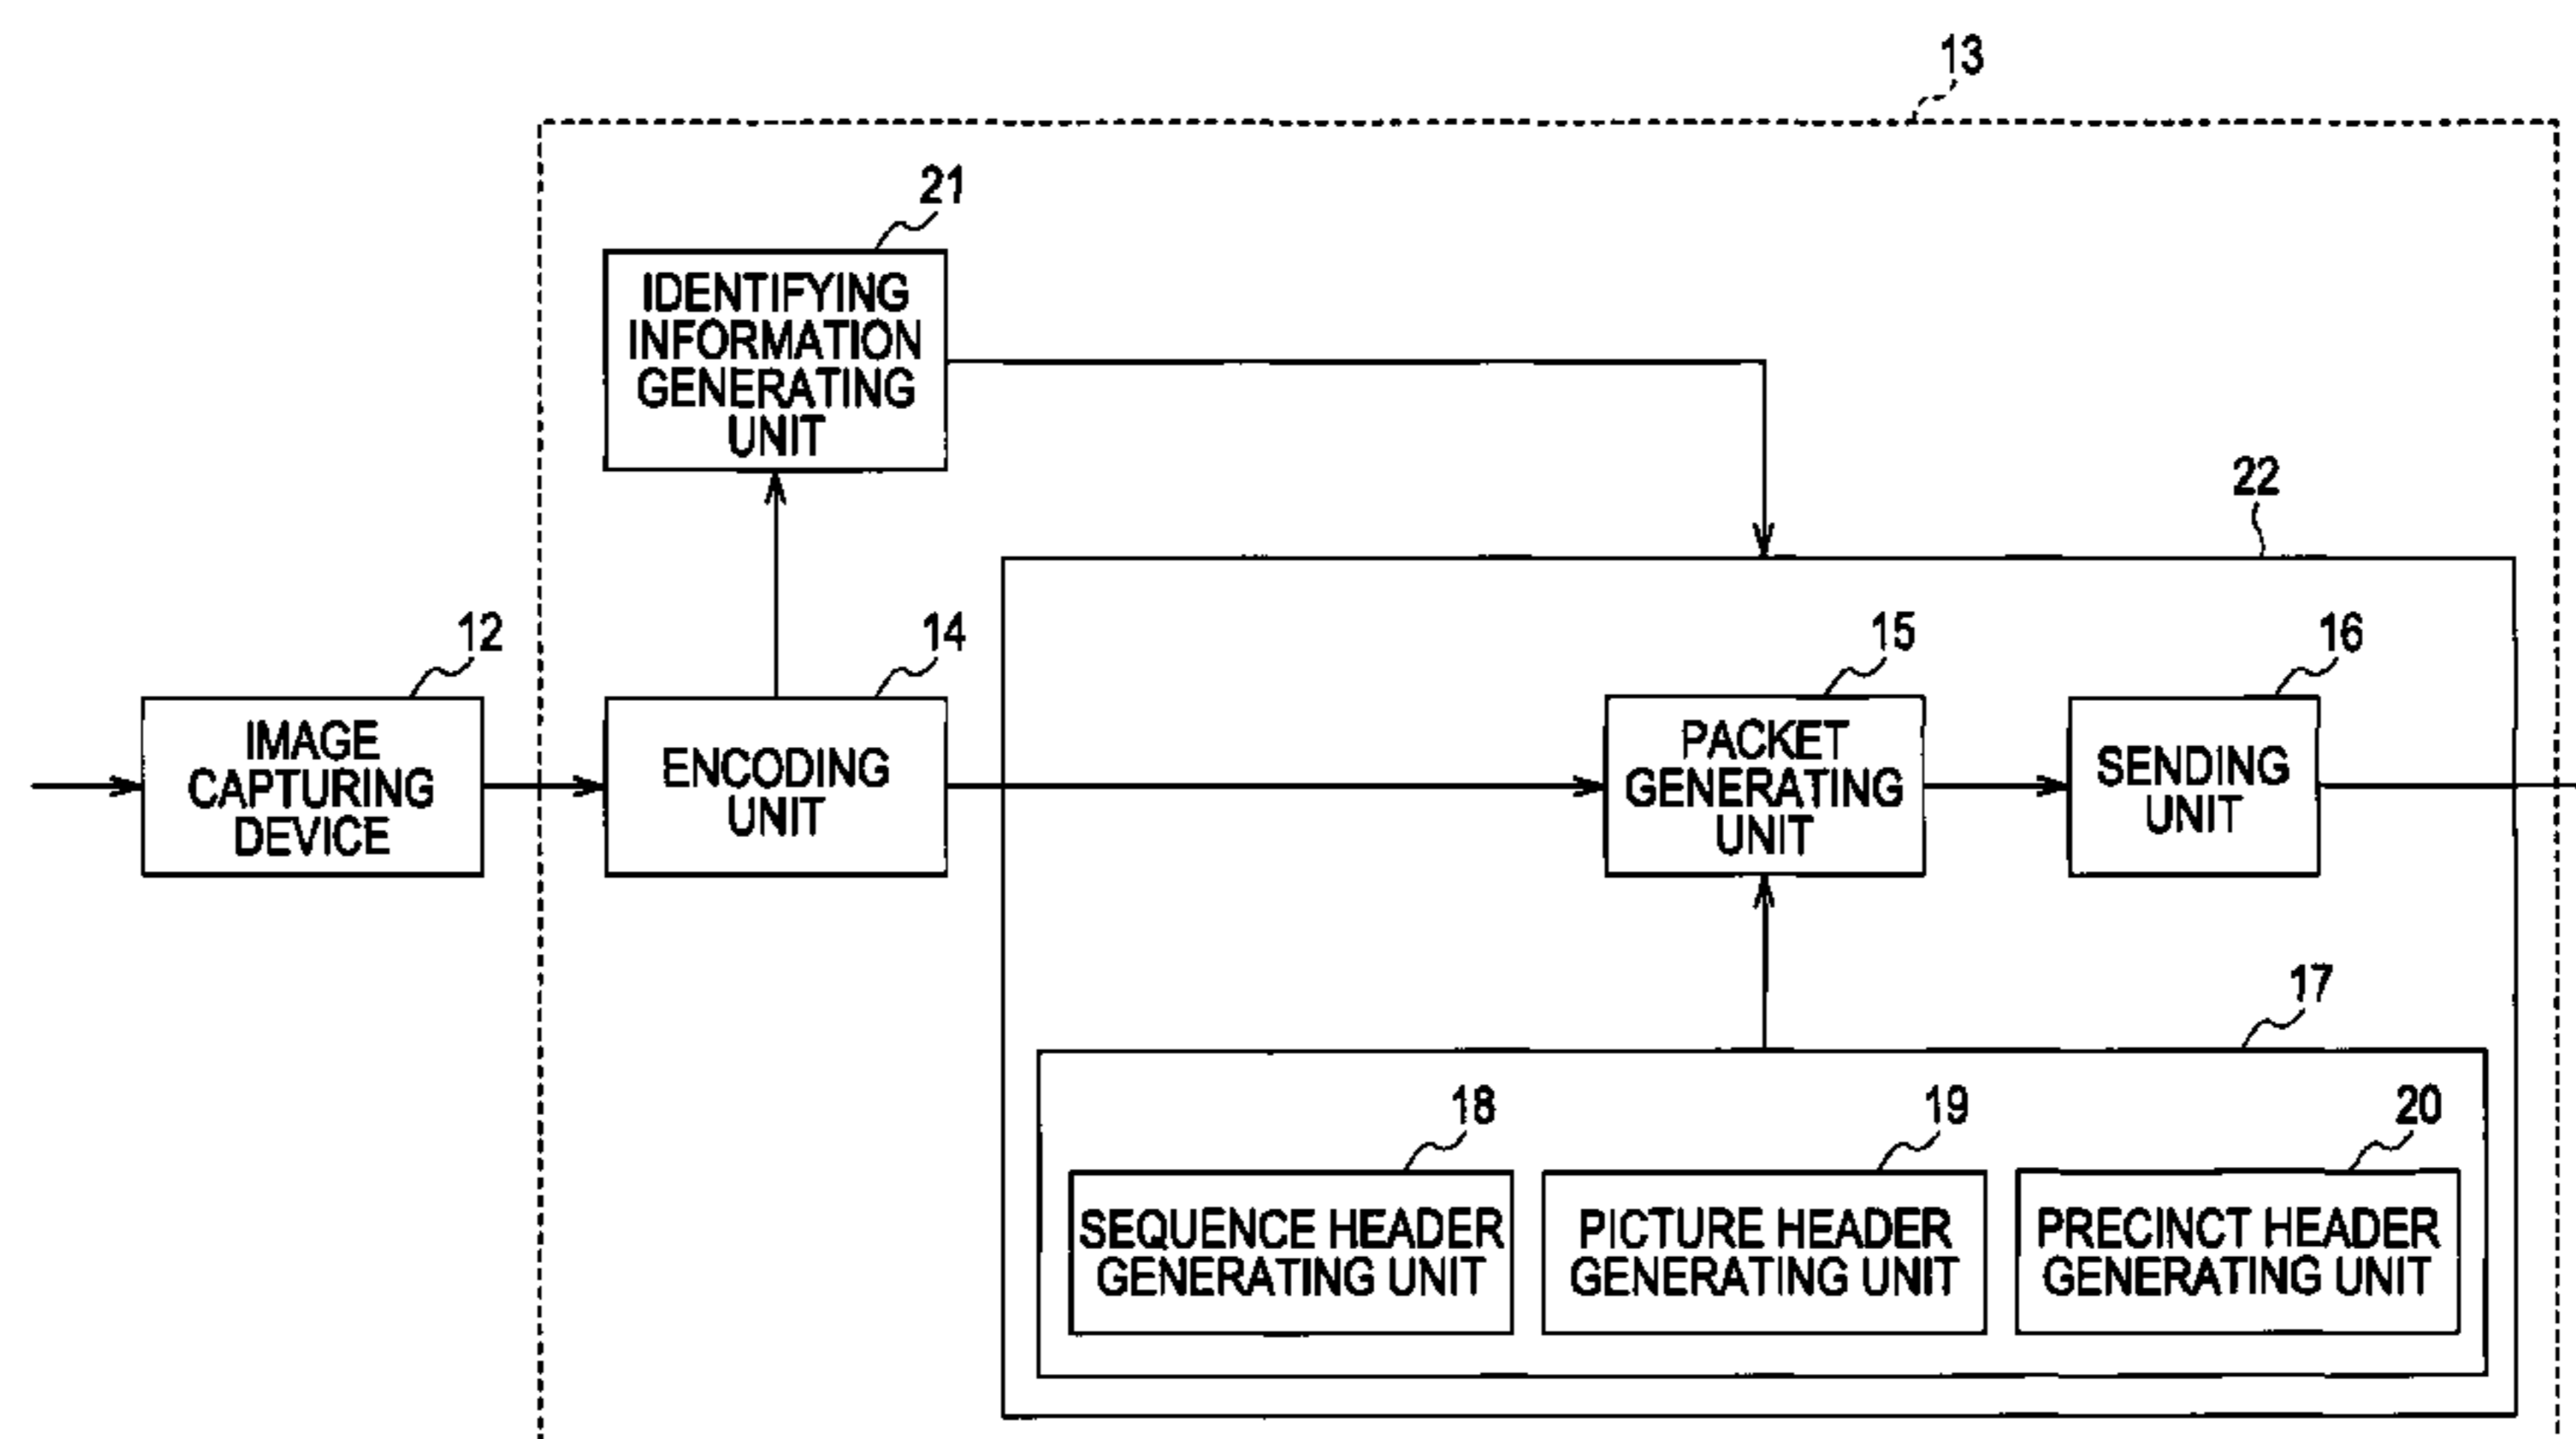 13
21
IDENTIFYING
INFORMATION
GENERATING
UNIT
22
12
14
15
16
IMAGE
CAPTURING
DEVICE
ENCODING
UNIT
PACKET
GENERATING
UNIT
SENDING
UNIT
17
18
19
20
SEQUENCE HEADER
GENERATING UNIT
PICTURE HEADER
GENERATING UNIT
PRECINCT HEADER
GENERATING UNIT